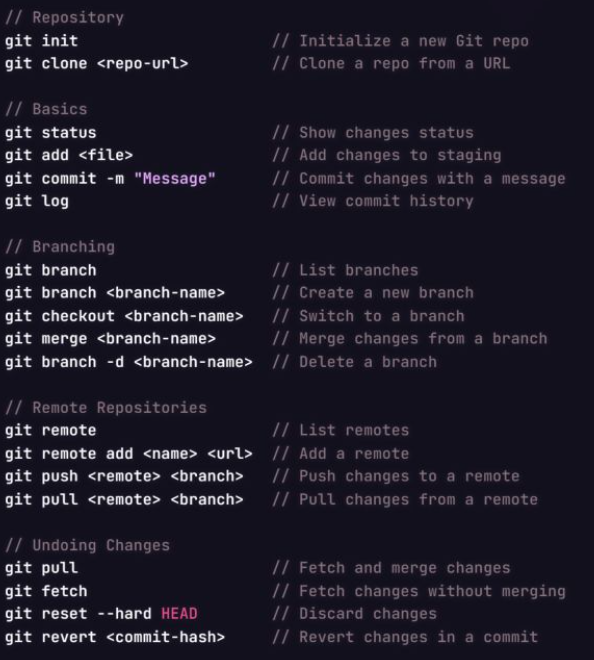 // Repository
git init // Initialize a new Git repo
git clone <repo-url> // Clone a repo from a URL
// Basics
git status // Show changes status
git add <file> // Add changes to staging
git commit -m "Message" // Commit changes with a message
git log // View commit history
// Branching
git branch // List branches
git branch <branch-name> // Create a new branch
git checkout <branch-name> // Switch to a branch
git merge <branch-name> // Merge changes from a branch
git branch -d <branch-name> // Delete a branch
// Remote Repositories
git remote // List remotes
git remote add <name> <url> // Add a remote
git push <remote> <branch> // Push changes to a remote
git pull <remote> <branch> // Pull changes from a remote
// Undoing Changes
git pull // Fetch and merge changes
git fetch // Fetch changes without merging
git reset --hard HEAD // Discard changes
git revert <commit-hash> // Revert changes in a commit